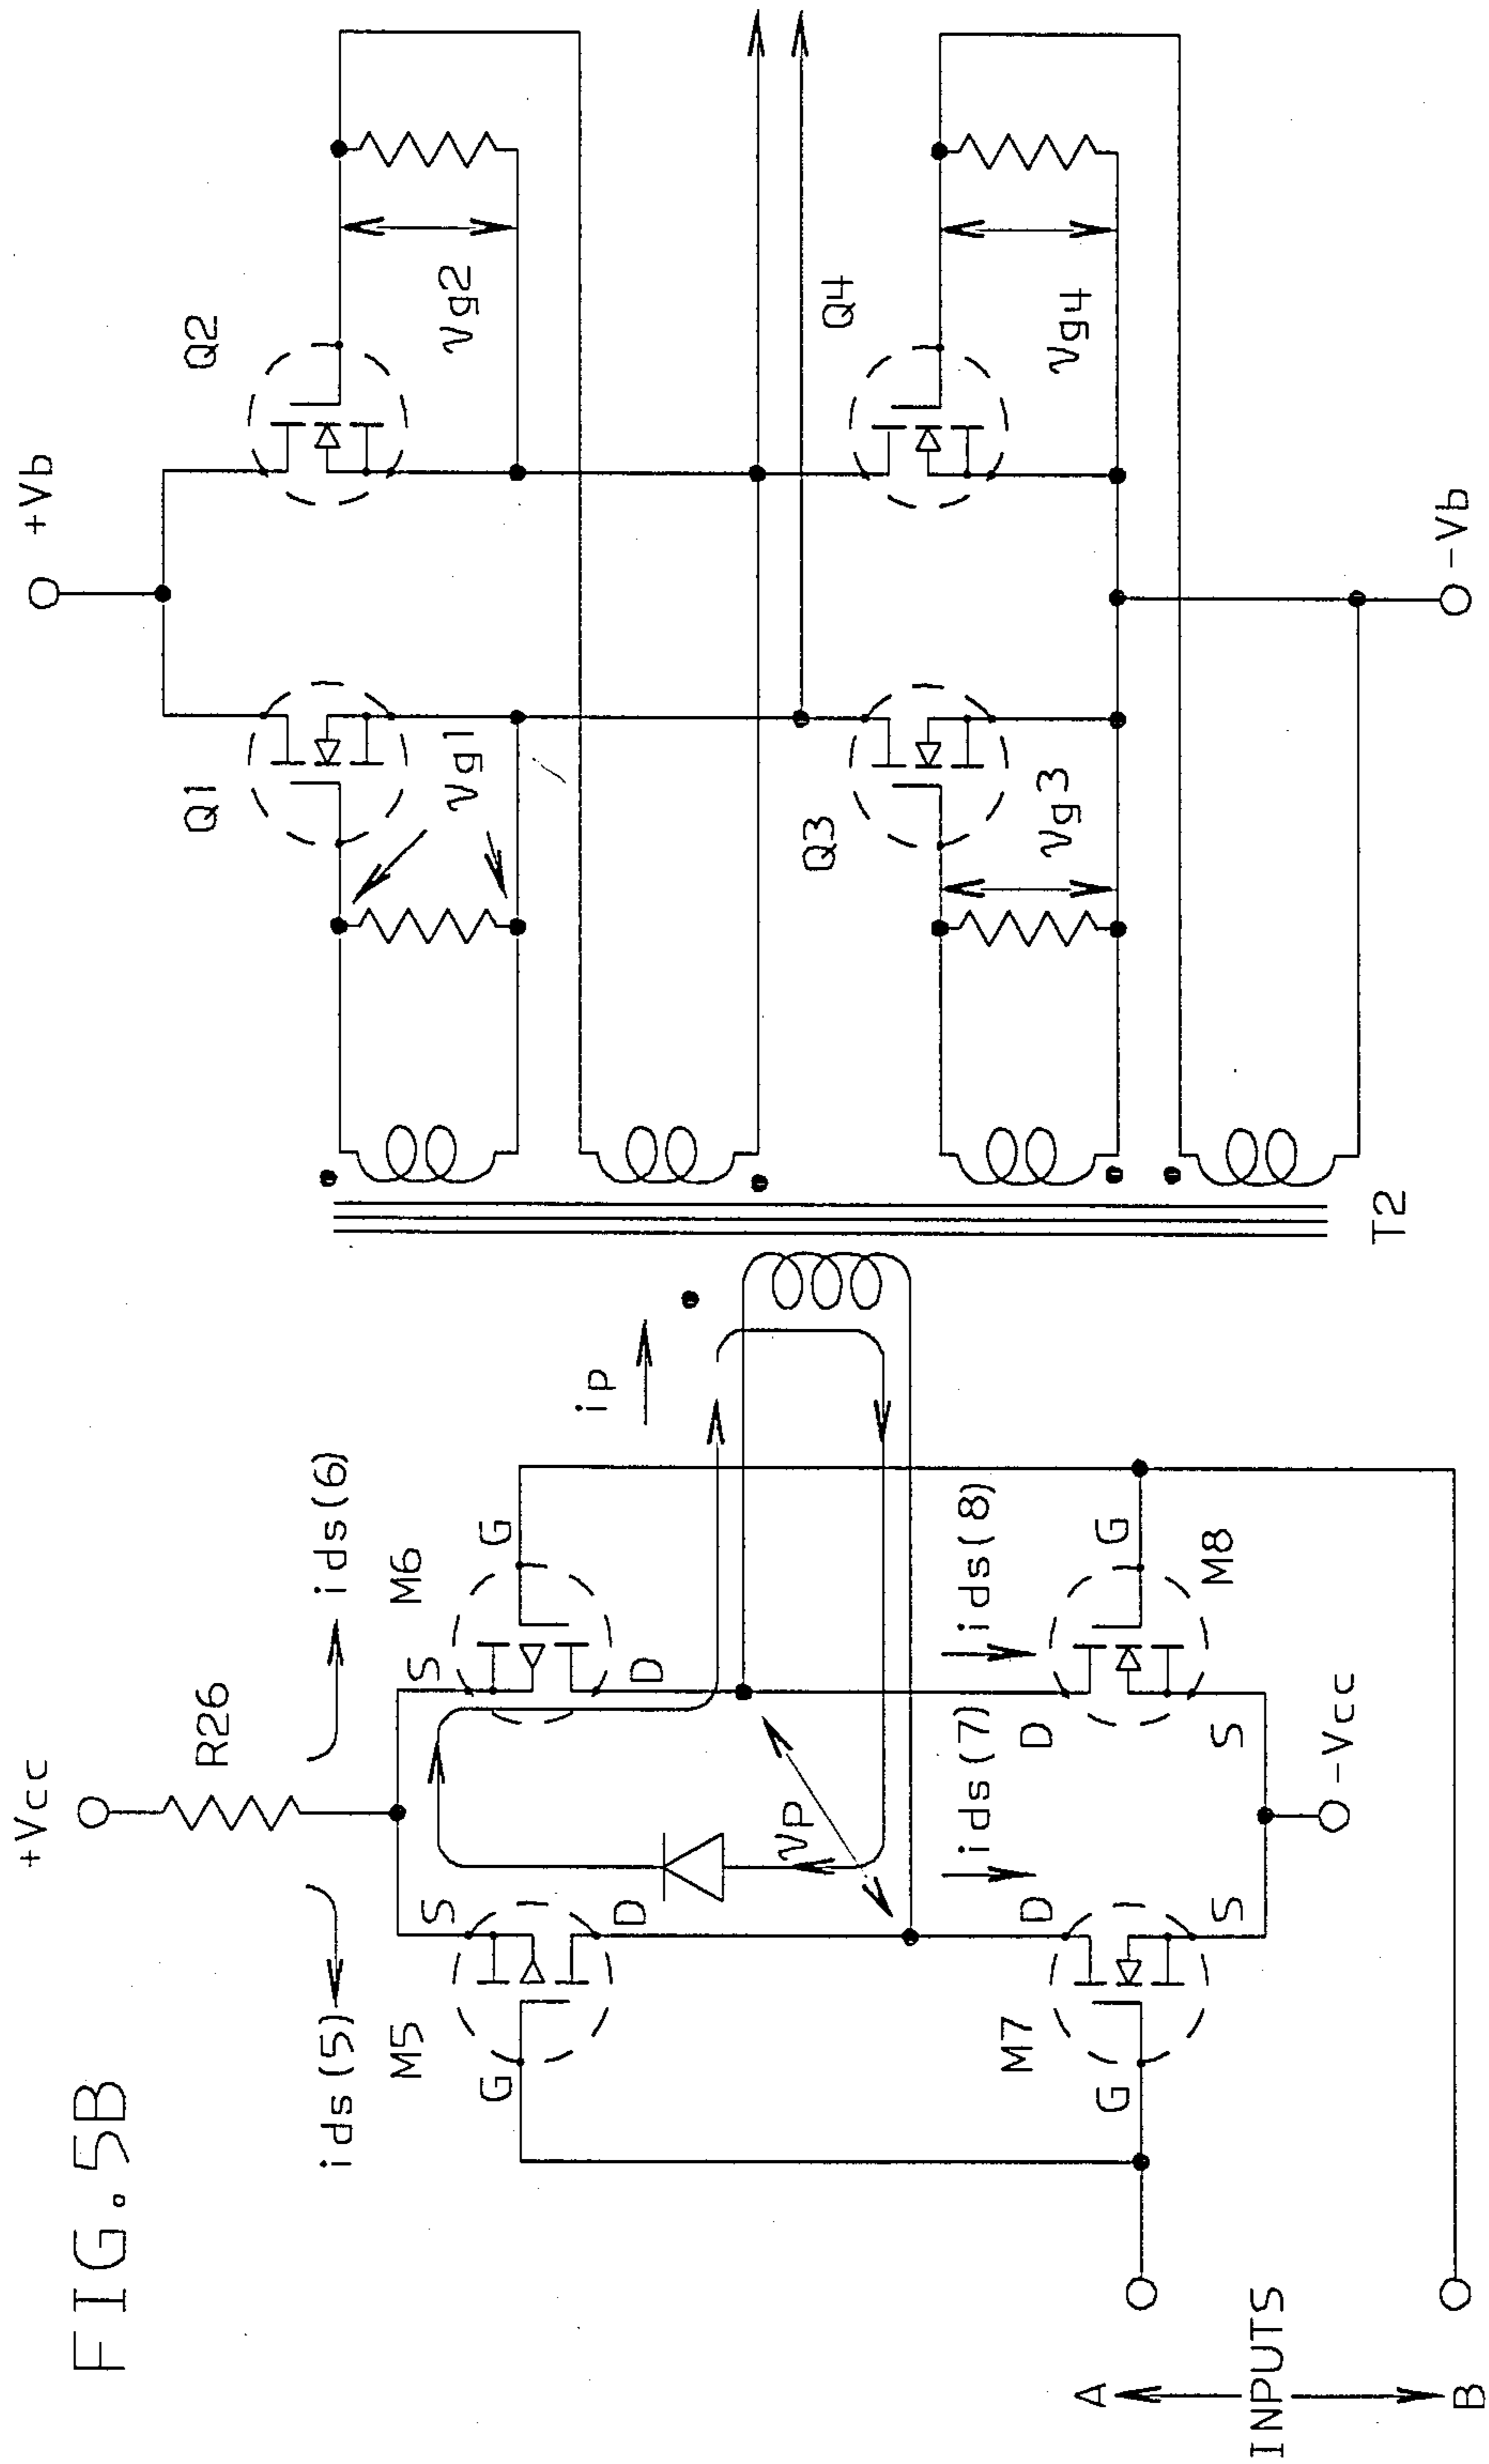 FIG. 5B
+Vcc
R26
ids(5)
ids(6)
M5
M6
S
S
G
G
D
D
iP
VP
ids(7)
ids(8)
M7
M8
D
D
G
G
S
S
-Vcc
A
INPUTS
B
T2
+Vb
Q1
Q2
Vg1
Vg2
Q3
Q4
Vg3
Vg4
-Vb